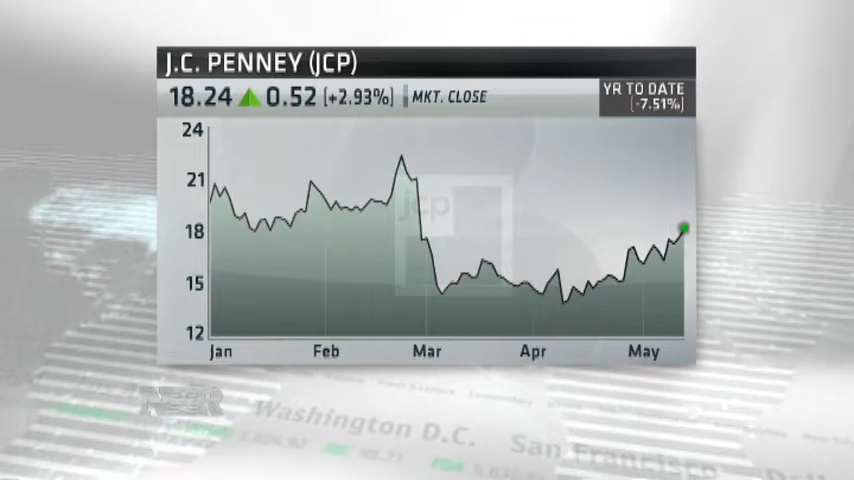 J.C. PENNEY (JCP)
18.24 ▲ 0.52 [+2.93%] MKT. CLOSE
YR TO DATE
[-7.51%]
24
21
18
15
12
jcp
Jan Feb Mar Apr May
NBR
Washington D.C.
San Francisco